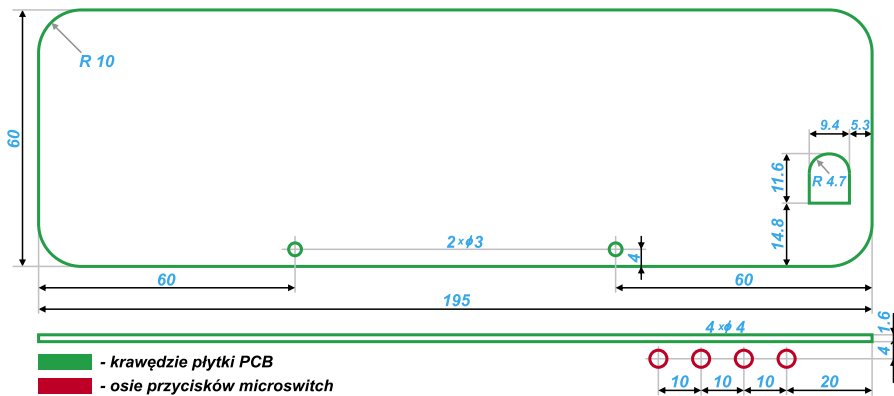 R 10
60
9.4
5.3
11.6
R 4.7
14.8
2×ϕ3
4
60
60
195
4×ϕ 4
1.6
4
- krawędzie płytki PCB
- osie przycisków microswitch
10
10
10
20